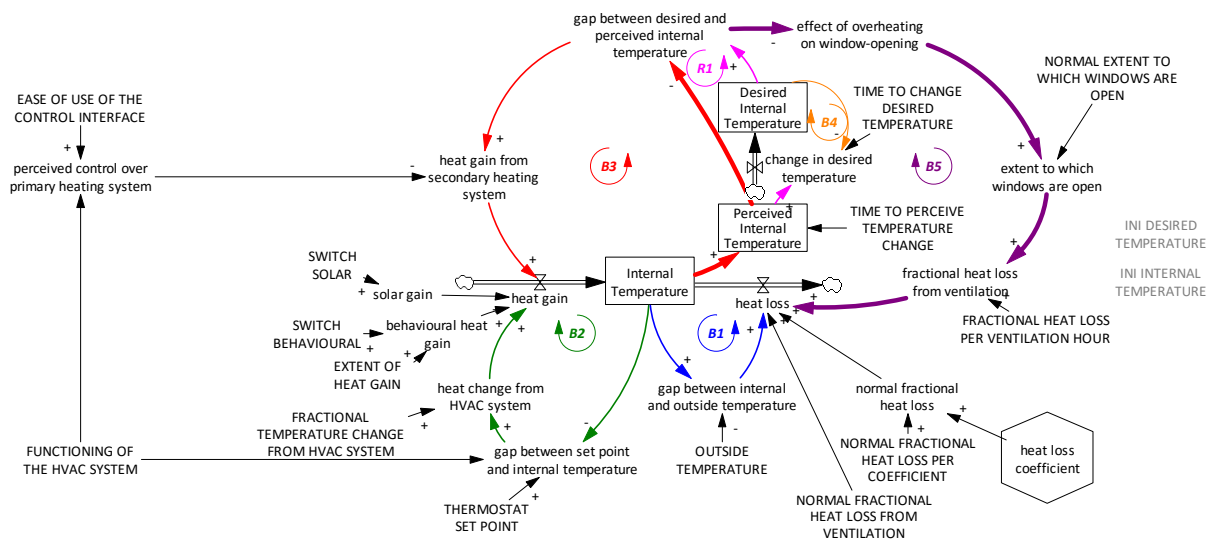 gap between desired and
perceived internal
temperature
-
effect of overheating
on window-opening
R1
+
-
NORMAL EXTENT TO
WHICH WINDOWS ARE
OPEN
EASE OF USE OF THE
CONTROL INTERFACE
+
perceived control over
primary heating system
-
+
heat gain from
secondary heating
system
B3
Desired
Internal
Temperature
B4
TIME TO CHANGE
DESIRED
TEMPERATURE
-
change in desired
temperature
B5
+
+
extent to which
windows are open
+
Perceived
Internal
Temperature
TIME TO PERCEIVE
TEMPERATURE
CHANGE
INI DESIRED
TEMPERATURE
+
+
SWITCH
SOLAR
+
solar gain
+
heat gain
Internal
Temperature
heat loss
+
fractional heat loss
from ventilation
INI INTERNAL
TEMPERATURE
+
FRACTIONAL HEAT LOSS
PER VENTILATION HOUR
SWITCH
BEHAVIOURAL
+
behavioural heat
gain
+
+
+
EXTENT OF
HEAT GAIN
+
B2
B1
+
+
+
+
heat change from
HVAC system
+
gap between internal
and outside temperature
normal fractional
heat loss
+
FRACTIONAL
TEMPERATURE CHANGE
FROM HVAC SYSTEM
+
+
-
-
FUNCTIONING OF
THE HVAC SYSTEM
gap between set point
and internal temperature
OUTSIDE
TEMPERATURE
+
NORMAL FRACTIONAL
HEAT LOSS PER
COEFFICIENT
heat loss
coefficient
THERMOSTAT
SET POINT
+
NORMAL FRACTIONAL
HEAT LOSS FROM
VENTILATION